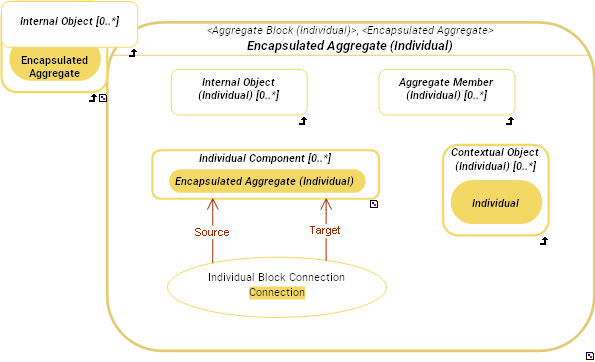 Internal Object [0..*]
Encapsulated
Aggregate
<Aggregate Block (Individual)>, <Encapsulated Aggregate>
Encapsulated Aggregate (Individual)
Internal Object
(Individual) [0..*]
Aggregate Member
(Individual) [0..*]
Individual Component [0..*]
Encapsulated Aggregate (Individual)
Contextual Object
(Individual) [0..*]
Individual
Source
Target
Individual Block Connection
Connection